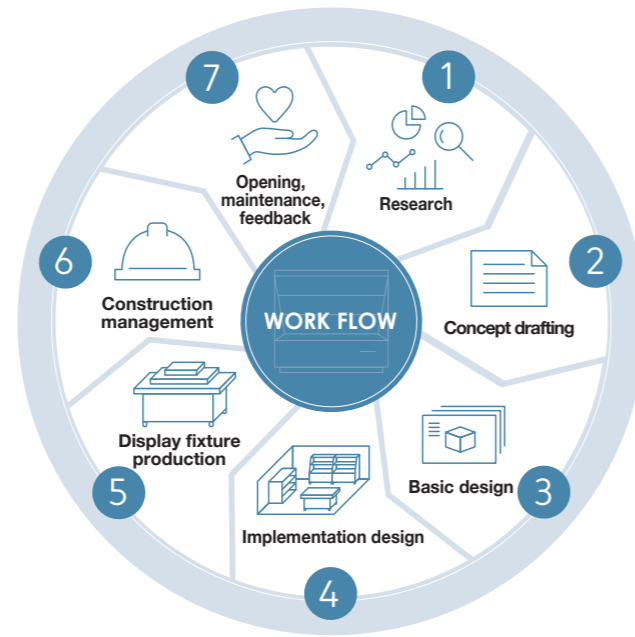 1
Research
2
Concept drafting
3
Basic design
4
Implementation design
5
Display fixture
production
6
Construction
management
7
Opening,
maintenance,
feedback
WORK FLOW